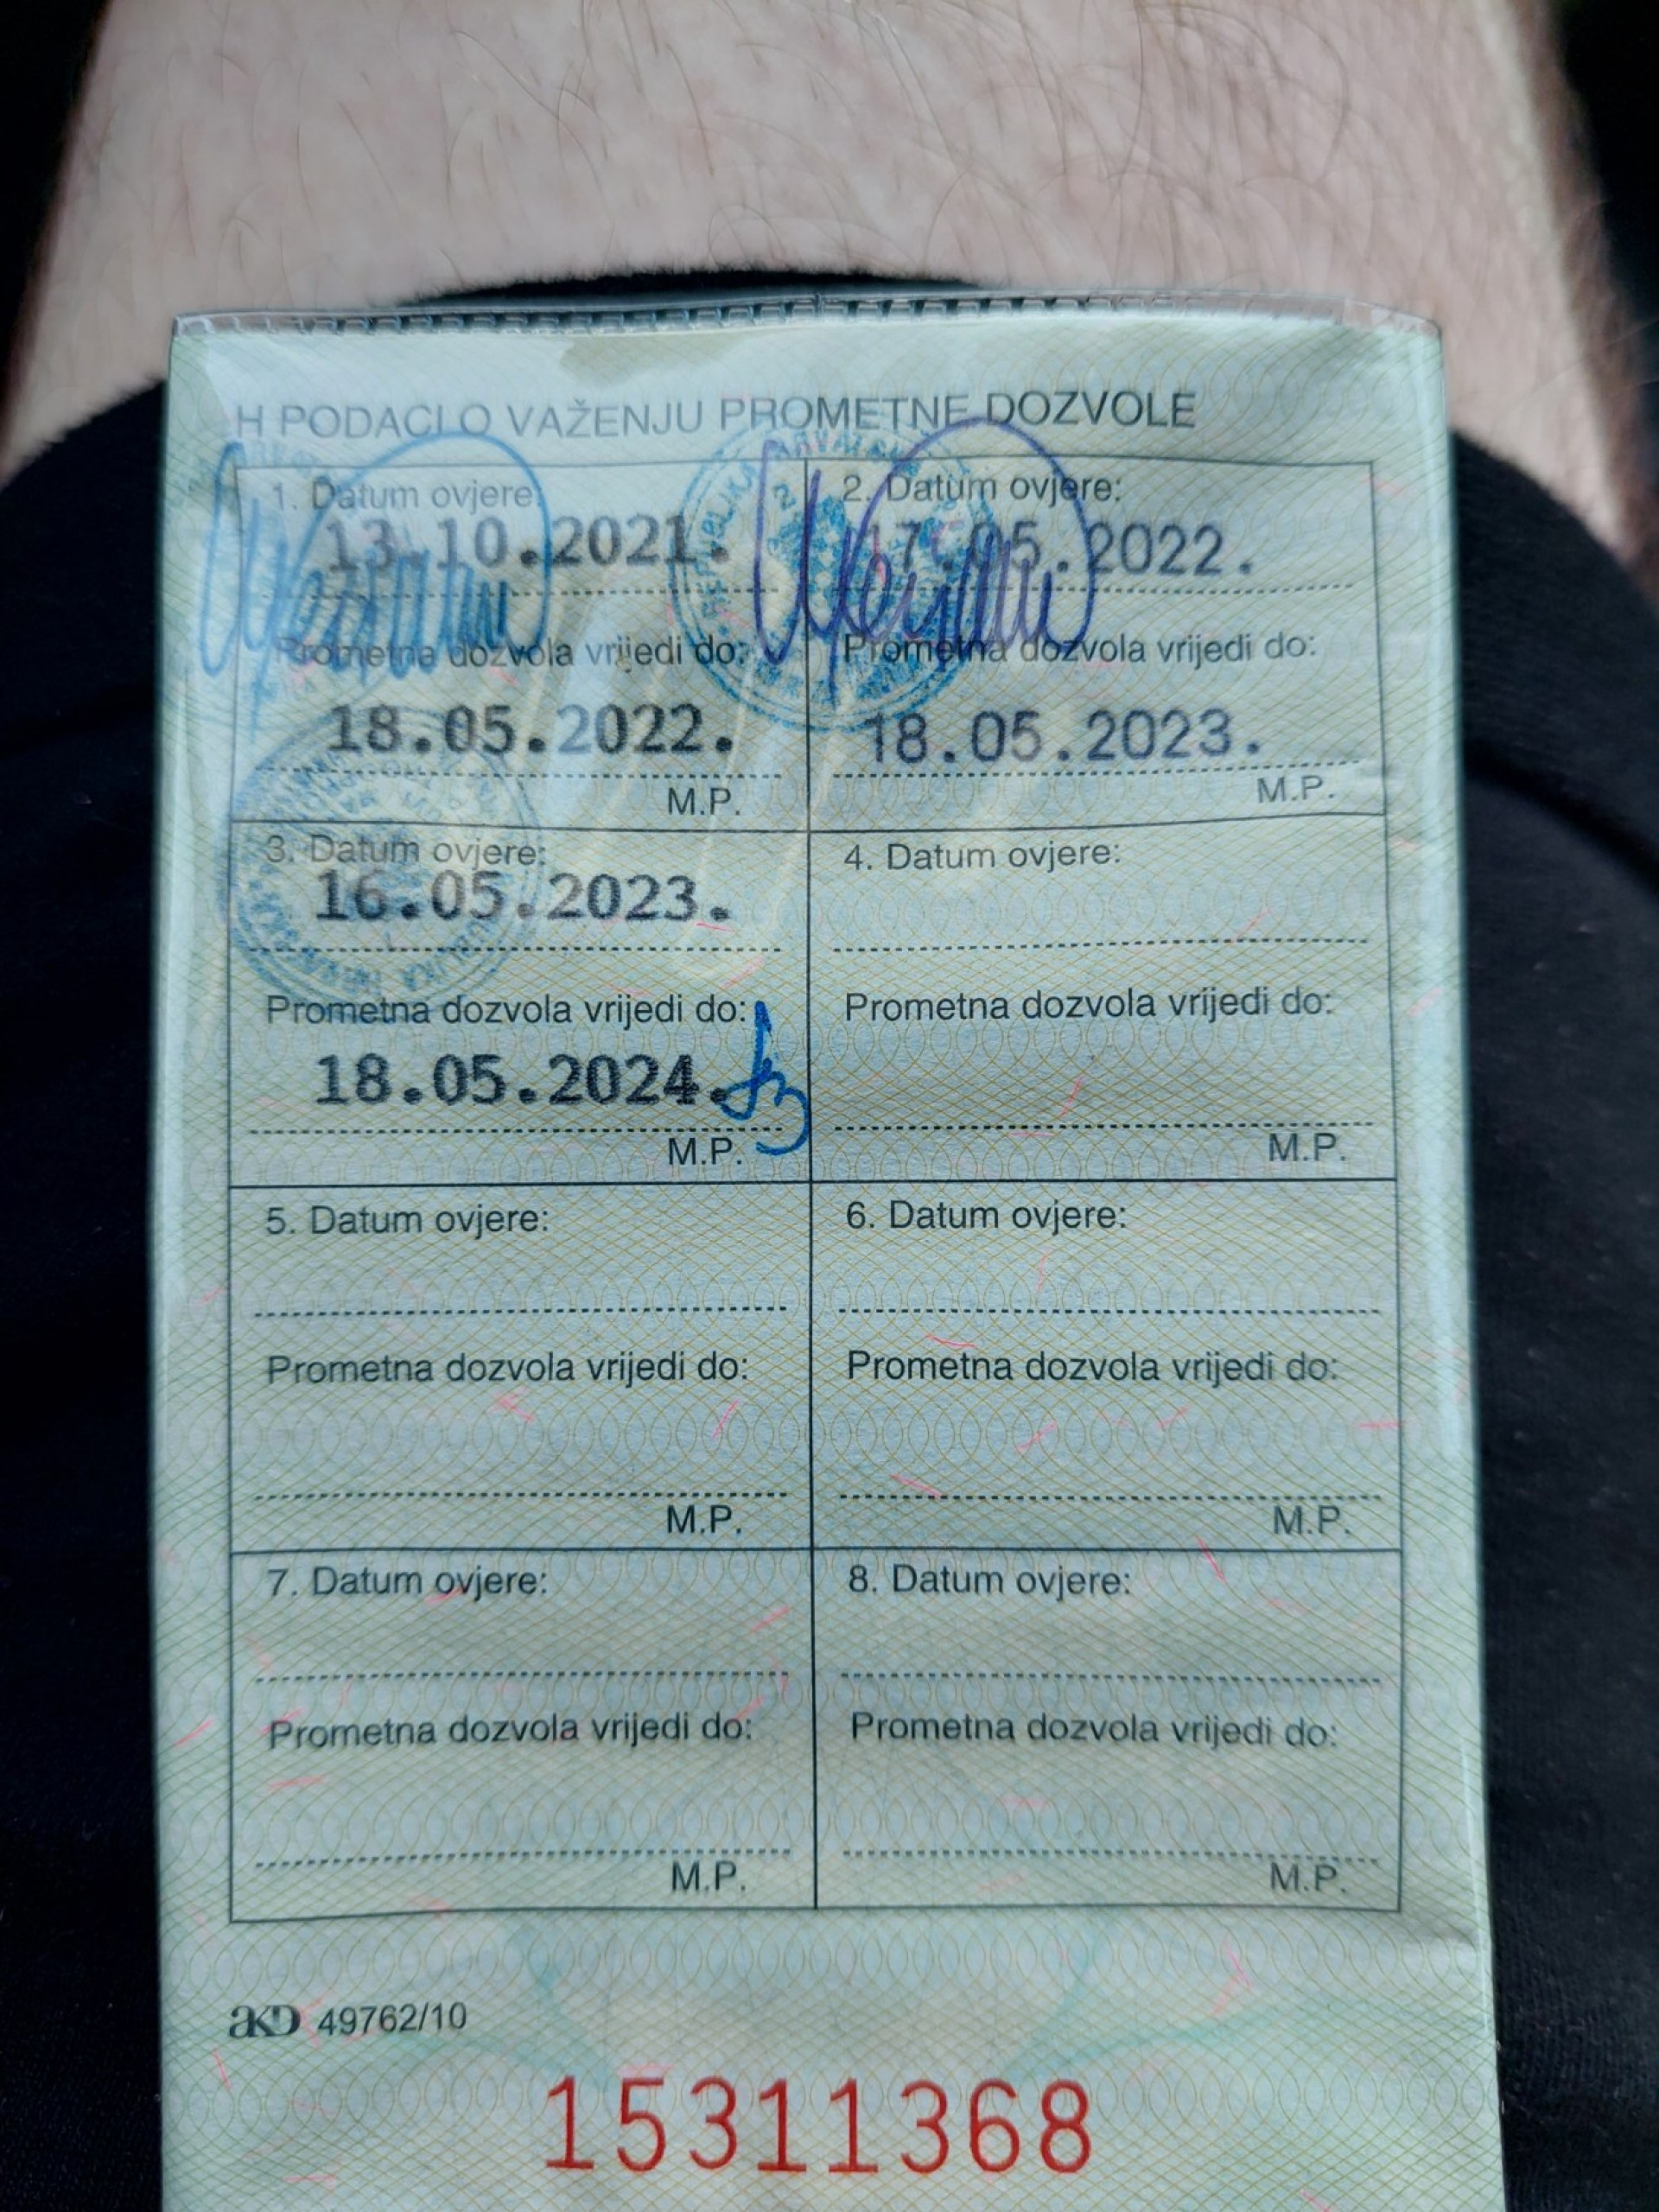 H PODACI O VAŽENJU PROMETNE DOZVOLE
1. Datum ovjere:
13.10.2021.
Prometna dozvola vrijedi do:
18.05.2022.
M.P.
2. Datum ovjere:
17.05.2022.
Prometna dozvola vrijedi do:
18.05.2023.
M.P.
3. Datum ovjere:
16.05.2023.
Prometna dozvola vrijedi do:
18.05.2024.
M.P.
4. Datum ovjere:
Prometna dozvola vrijedi do:
M.P.
5. Datum ovjere:
Prometna dozvola vrijedi do:
M.P.
6. Datum ovjere:
Prometna dozvola vrijedi do:
M.P.
7. Datum ovjere:
Prometna dozvola vrijedi do:
M.P.
8. Datum ovjere:
Prometna dozvola vrijedi do:
M.P.
AKD 49762/10
15311368